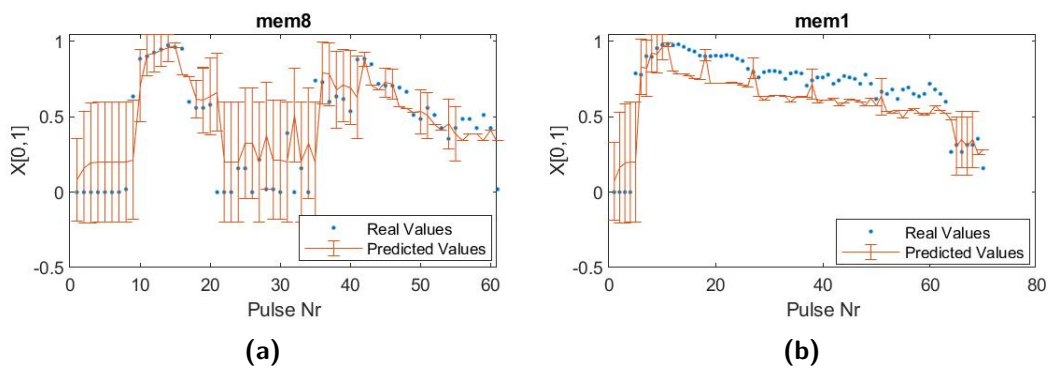 mem8
1
0.5
0
-0.5
X[0,1]
0 10 20 30 40 50 60
Pulse Nr
Real Values
Predicted Values
(a)
mem1
1
0.5
0
-0.5
X[0,1]
0 20 40 60 80
Pulse Nr
Real Values
Predicted Values
(b)